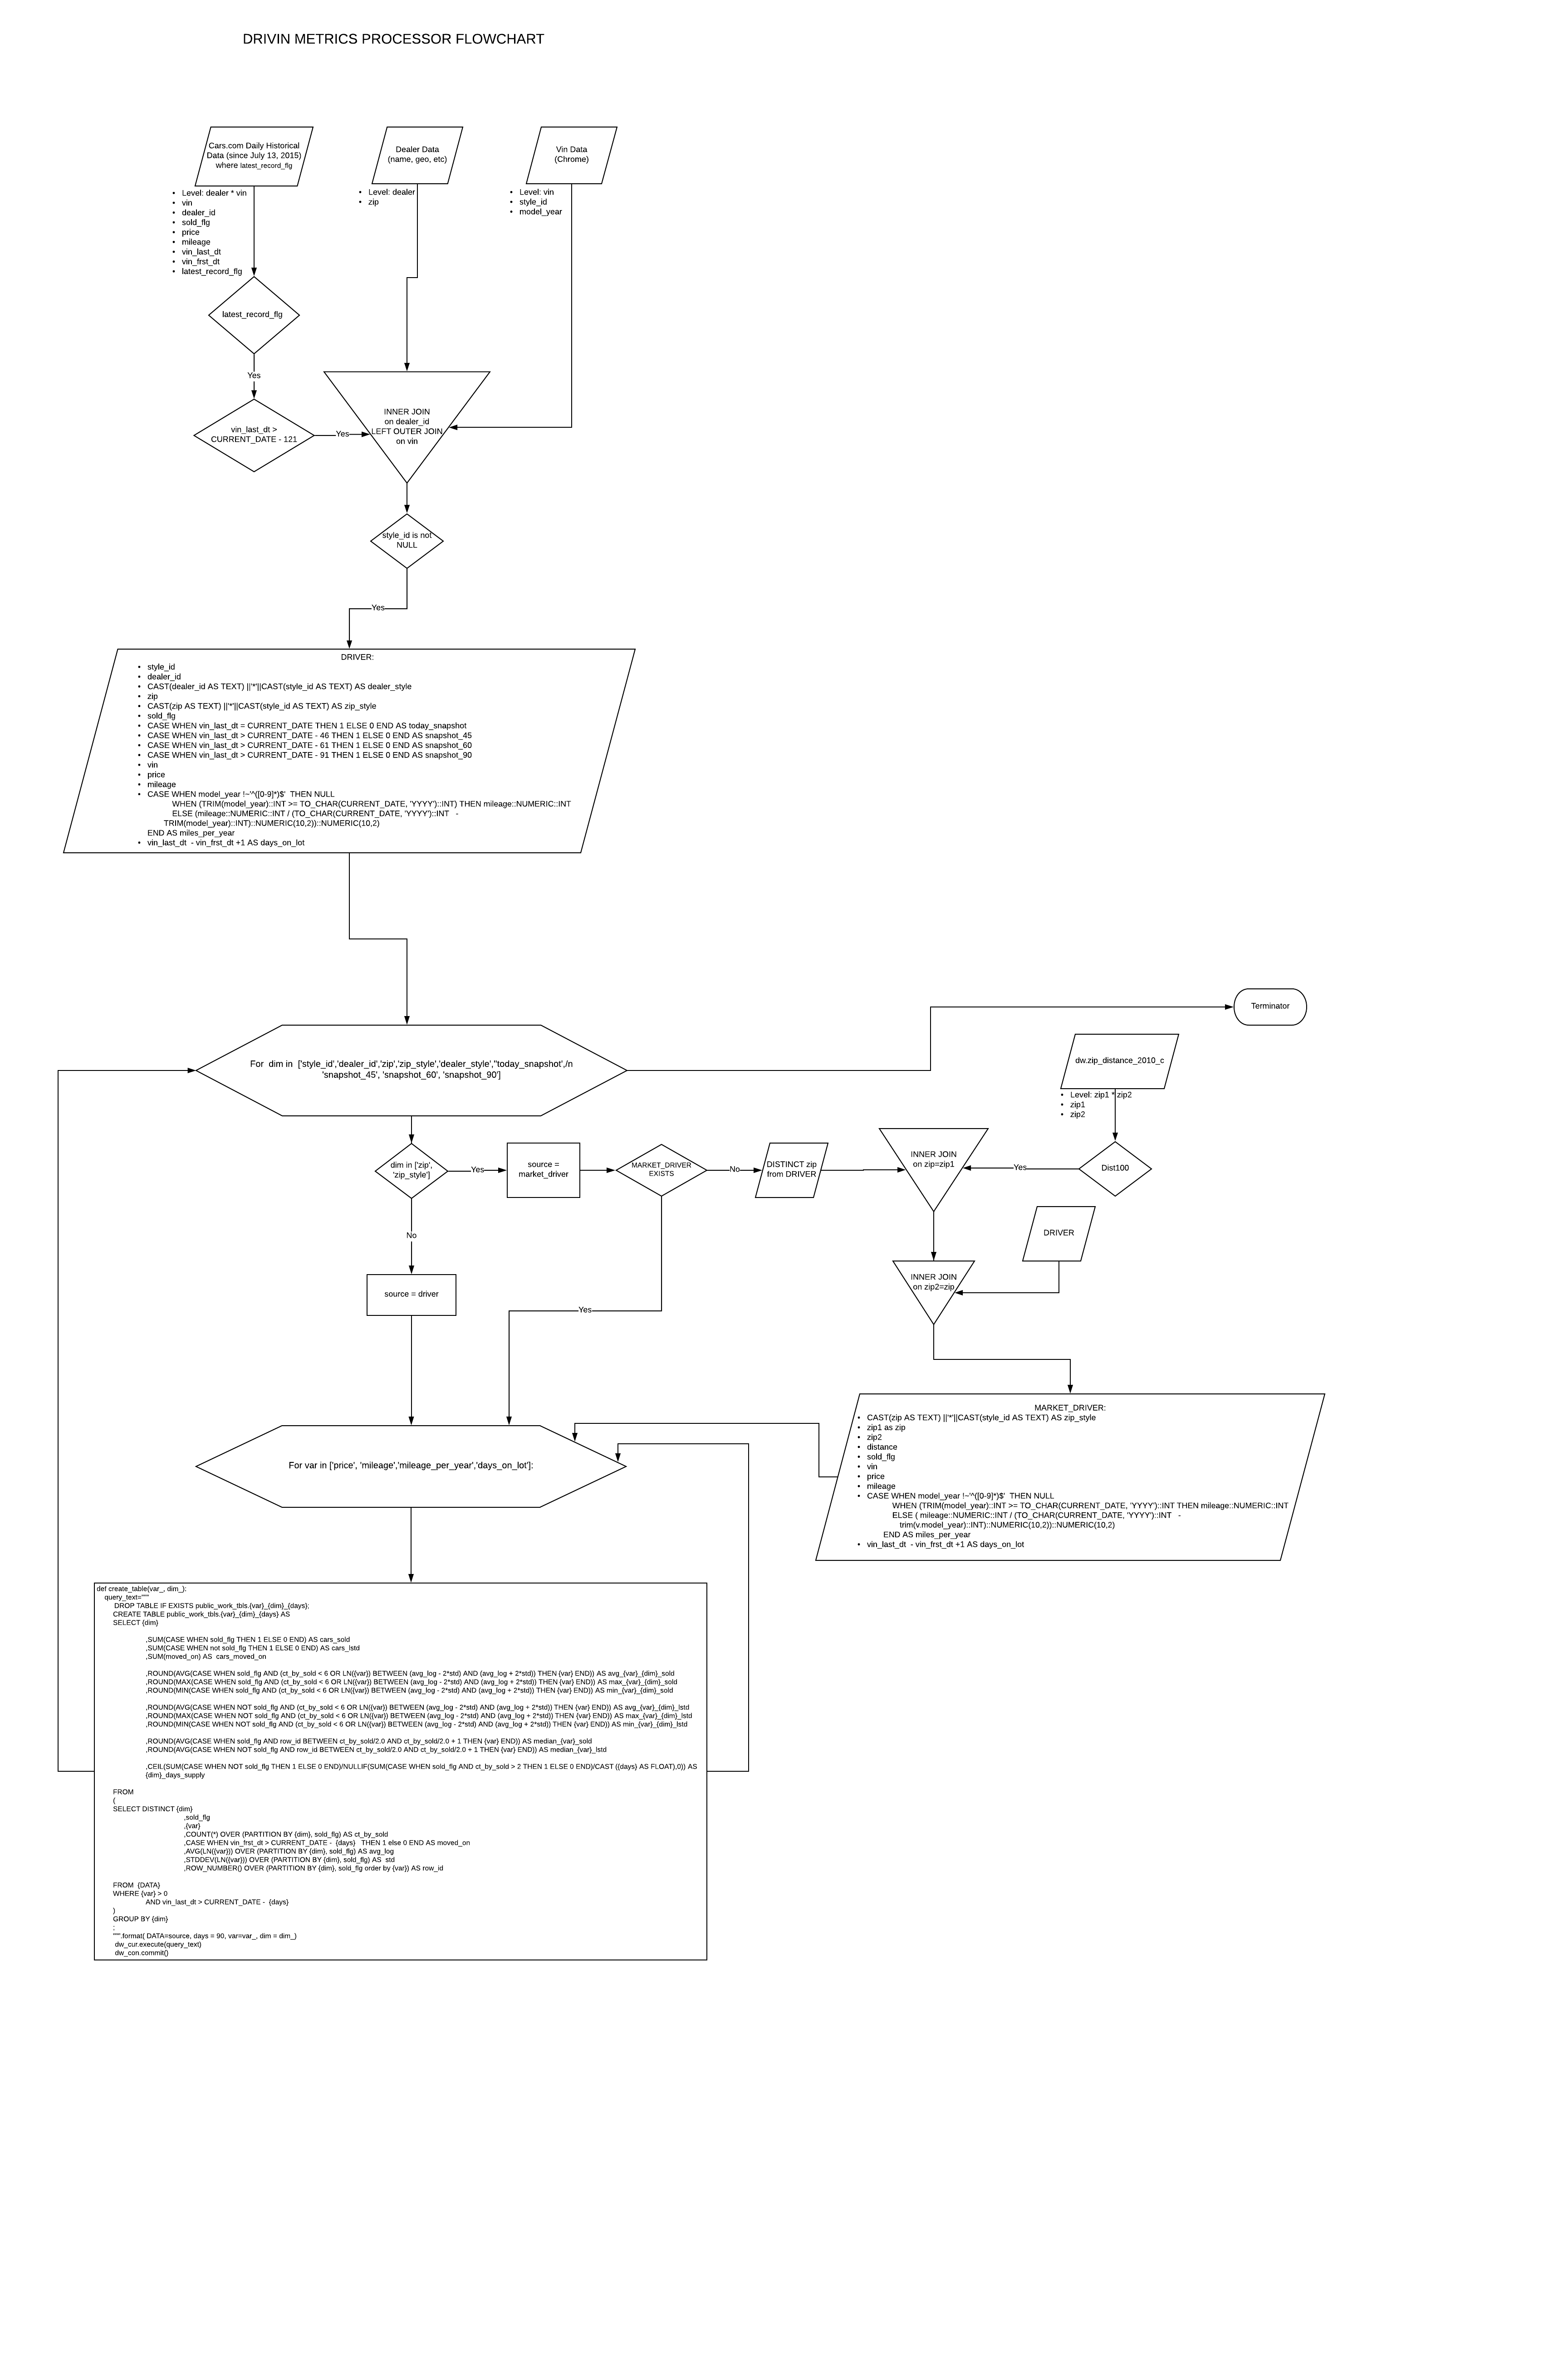 DRIVIN METRICS PROCESSOR FLOWCHART
Cars.com Daily Historical
Data (since July 13, 2015)
where latest_record_flg
• Level: dealer * vin
• vin
• dealer_id
• sold_flg
• price
• mileage
• vin_last_dt
• vin_frst_dt
• latest_record_flg
Dealer Data
(name, geo, etc)
• Level: dealer
• zip
Vin Data
(Chrome)
• Level: vin
• style_id
• model_year
latest_record_flg
Yes
vin_last_dt >
CURRENT_DATE - 121
Yes
INNER JOIN
on dealer_id
LEFT OUTER JOIN
on vin
style_id is not
NULL
Yes
DRIVER:
• style_id
• dealer_id
• CAST(dealer_id AS TEXT) ||'*'||CAST(style_id AS TEXT) AS dealer_style
• zip
• CAST(zip AS TEXT) ||'*'||CAST(style_id AS TEXT) AS zip_style
• sold_flg
• CASE WHEN vin_last_dt = CURRENT_DATE THEN 1 ELSE 0 END AS today_snapshot
• CASE WHEN vin_last_dt > CURRENT_DATE - 46 THEN 1 ELSE 0 END AS snapshot_45
• CASE WHEN vin_last_dt > CURRENT_DATE - 61 THEN 1 ELSE 0 END AS snapshot_60
• CASE WHEN vin_last_dt > CURRENT_DATE - 91 THEN 1 ELSE 0 END AS snapshot_90
• vin
• price
• mileage
• CASE WHEN model_year !~'^([0-9]*)$' THEN NULL
WHEN (TRIM(model_year)::INT >= TO_CHAR(CURRENT_DATE, 'YYYY')::INT) THEN mileage::NUMERIC::INT
ELSE (mileage::NUMERIC::INT / (TO_CHAR(CURRENT_DATE, 'YYYY')::INT -
TRIM(model_year)::INT)::NUMERIC(10,2))::NUMERIC(10,2)
END AS miles_per_year
• vin_last_dt - vin_frst_dt +1 AS days_on_lot
Terminator
For dim in ['style_id','dealer_id','zip','zip_style','dealer_style',''today_snapshot',/n
'snapshot_45', 'snapshot_60', 'snapshot_90']
dw.zip_distance_2010_c
• Level: zip1 * zip2
• zip1
• zip2
dim in ['zip',
'zip_style']
Yes
source =
market_driver
MARKET_DRIVER
EXISTS
No
DISTINCT zip
from DRIVER
INNER JOIN
on zip=zip1
Yes
Dist100
No
DRIVER
INNER JOIN
on zip2=zip
source = driver
Yes
MARKET_DRIVER:
• CAST(zip AS TEXT) ||'*'||CAST(style_id AS TEXT) AS zip_style
• zip1 as zip
• zip2
• distance
• sold_flg
• vin
• price
• mileage
• CASE WHEN model_year !~'^([0-9]*)$' THEN NULL
WHEN (TRIM(model_year)::INT >= TO_CHAR(CURRENT_DATE, 'YYYY')::INT THEN mileage::NUMERIC::INT
ELSE ( mileage::NUMERIC::INT / (TO_CHAR(CURRENT_DATE, 'YYYY')::INT -
trim(v.model_year)::INT)::NUMERIC(10,2))::NUMERIC(10,2)
END AS miles_per_year
• vin_last_dt - vin_frst_dt +1 AS days_on_lot
For var in ['price', 'mileage','mileage_per_year','days_on_lot']:
def create_table(var_, dim_):
query_text="""
DROP TABLE IF EXISTS public_work_tbls.{var}_{dim}_{days};
CREATE TABLE public_work_tbls.{var}_{dim}_{days} AS
SELECT {dim}
,SUM(CASE WHEN sold_flg THEN 1 ELSE 0 END) AS cars_sold
,SUM(CASE WHEN not sold_flg THEN 1 ELSE 0 END) AS cars_lstd
,SUM(moved_on) AS cars_moved_on
,ROUND(AVG(CASE WHEN sold_flg AND (ct_by_sold < 6 OR LN({var}) BETWEEN (avg_log - 2*std) AND (avg_log + 2*std)) THEN {var} END)) AS avg_{var}_{dim}_sold
,ROUND(MAX(CASE WHEN sold_flg AND (ct_by_sold < 6 OR LN({var}) BETWEEN (avg_log - 2*std) AND (avg_log + 2*std)) THEN {var} END)) AS max_{var}_{dim}_sold
,ROUND(MIN(CASE WHEN sold_flg AND (ct_by_sold < 6 OR LN({var}) BETWEEN (avg_log - 2*std) AND (avg_log + 2*std)) THEN {var} END)) AS min_{var}_{dim}_sold
,ROUND(AVG(CASE WHEN NOT sold_flg AND (ct_by_sold < 6 OR LN({var}) BETWEEN (avg_log - 2*std) AND (avg_log + 2*std)) THEN {var} END)) AS avg_{var}_{dim}_lstd
,ROUND(MAX(CASE WHEN NOT sold_flg AND (ct_by_sold < 6 OR LN({var}) BETWEEN (avg_log - 2*std) AND (avg_log + 2*std)) THEN {var} END)) AS max_{var}_{dim}_lstd
,ROUND(MIN(CASE WHEN NOT sold_flg AND (ct_by_sold < 6 OR LN({var}) BETWEEN (avg_log - 2*std) AND (avg_log + 2*std)) THEN {var} END)) AS min_{var}_{dim}_lstd
,ROUND(AVG(CASE WHEN sold_flg AND row_id BETWEEN ct_by_sold/2.0 AND ct_by_sold/2.0 + 1 THEN {var} END)) AS median_{var}_sold
,ROUND(AVG(CASE WHEN NOT sold_flg AND row_id BETWEEN ct_by_sold/2.0 AND ct_by_sold/2.0 + 1 THEN {var} END)) AS median_{var}_lstd
,CEIL(SUM(CASE WHEN NOT sold_flg THEN 1 ELSE 0 END)/NULLIF(SUM(CASE WHEN sold_flg AND ct_by_sold > 2 THEN 1 ELSE 0 END)/CAST ({days} AS FLOAT),0)) AS
{dim}_days_supply
FROM
(
SELECT DISTINCT {dim}
,sold_flg
,{var}
,COUNT(*) OVER (PARTITION BY {dim}, sold_flg) AS ct_by_sold
,CASE WHEN vin_frst_dt > CURRENT_DATE - {days} THEN 1 else 0 END AS moved_on
,AVG(LN({var})) OVER (PARTITION BY {dim}, sold_flg) AS avg_log
,STDDEV(LN({var})) OVER (PARTITION BY {dim}, sold_flg) AS std
,ROW_NUMBER() OVER (PARTITION BY {dim}, sold_flg order by {var}) AS row_id
FROM {DATA}
WHERE {var} > 0
AND vin_last_dt > CURRENT_DATE - {days}
)
GROUP BY {dim}
;
""".format( DATA=source, days = 90, var=var_, dim = dim_)
dw_cur.execute(query_text)
dw_con.commit()